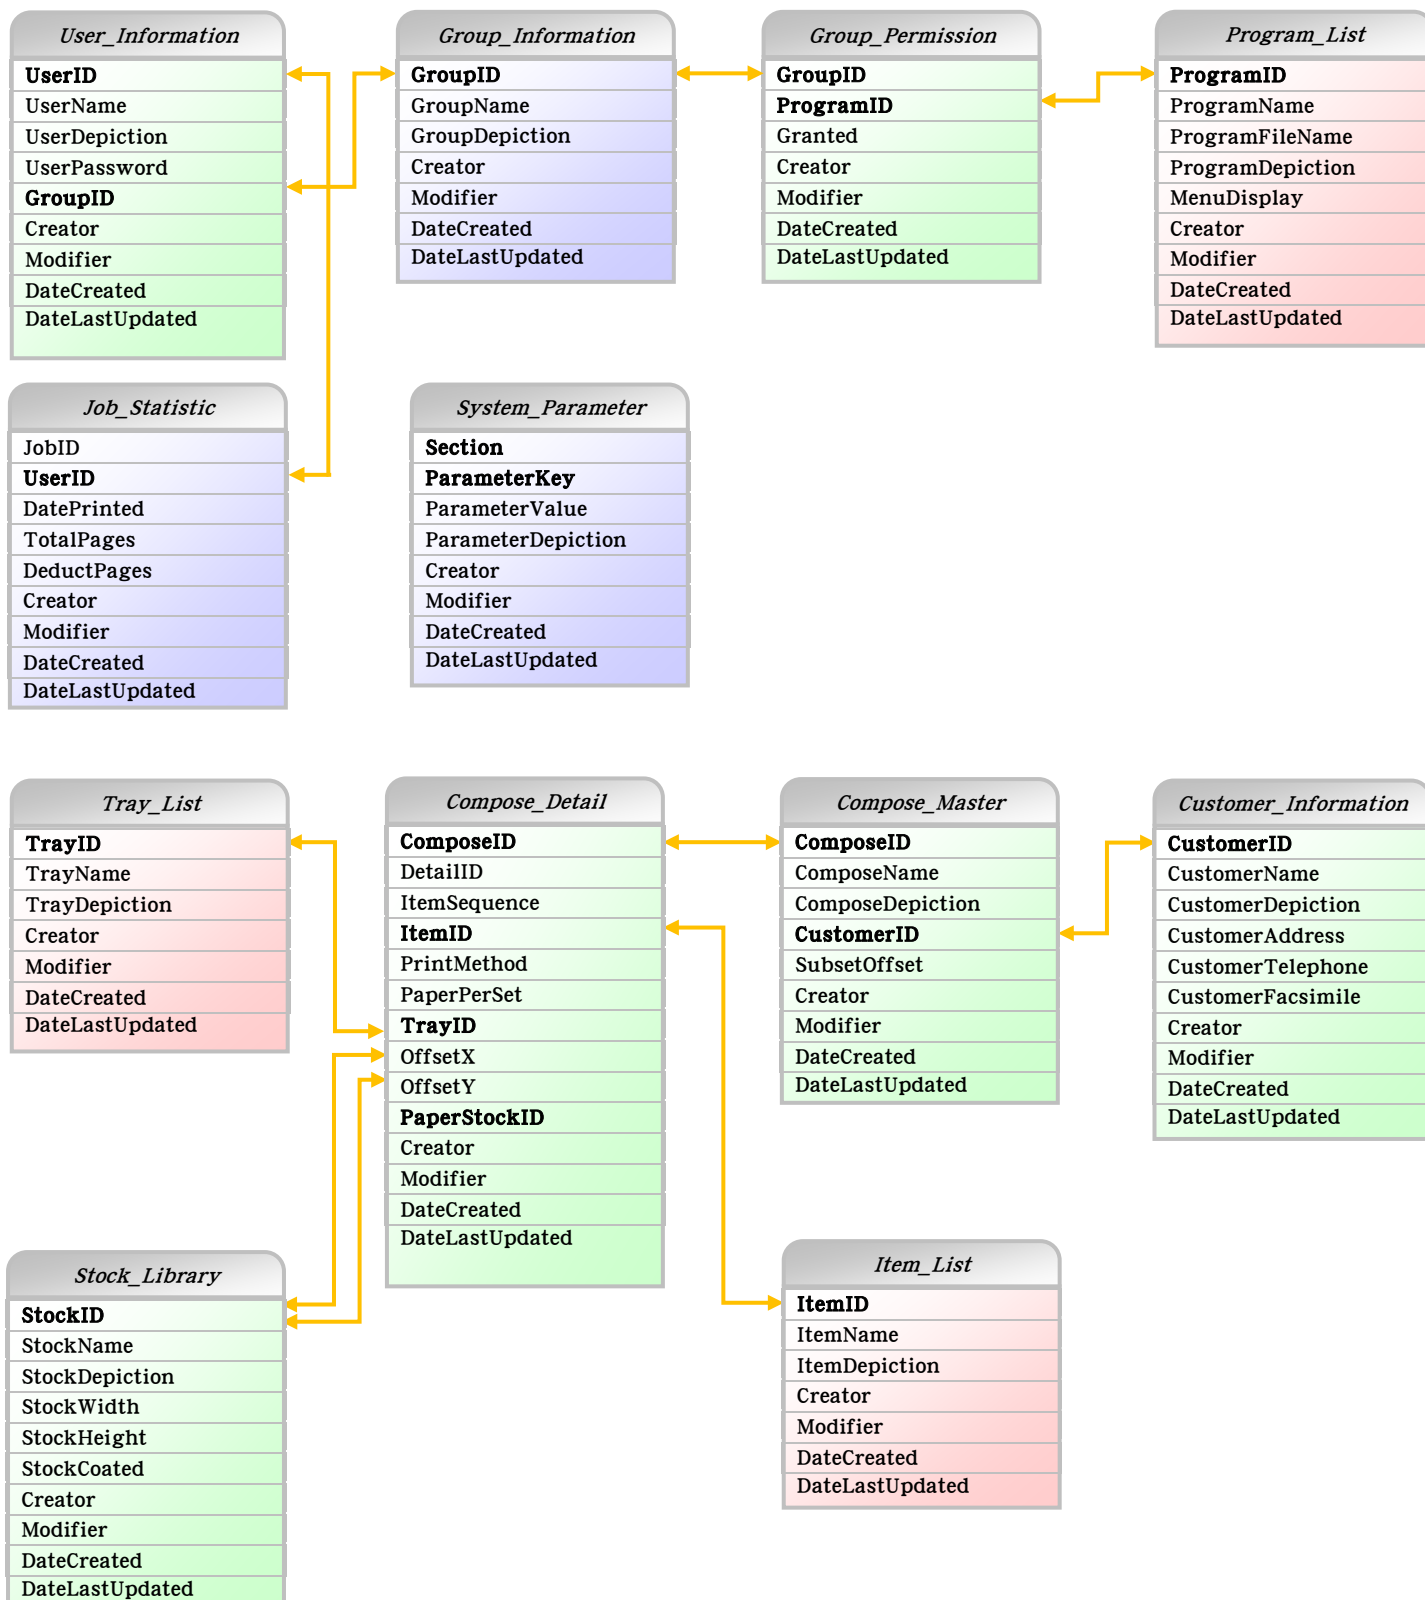 User_Information
UserID
UserName
UserDepiction
UserPassword
GroupID
Creator
Modifier
DateCreated
DateLastUpdated
Group_Information
GroupID
GroupName
GroupDepiction
Creator
Modifier
DateCreated
DateLastUpdated
Group_Permission
GroupID
ProgramID
Granted
Creator
Modifier
DateCreated
DateLastUpdated
Program_List
ProgramID
ProgramName
ProgramFileName
ProgramDepiction
MenuDisplay
Creator
Modifier
DateCreated
DateLastUpdated
Job_Statistic
JobID
UserID
DatePrinted
TotalPages
DeductPages
Creator
Modifier
DateCreated
DateLastUpdated
System_Parameter
Section
ParameterKey
ParameterValue
ParameterDepiction
Creator
Modifier
DateCreated
DateLastUpdated
Tray_List
TrayID
TrayName
TrayDepiction
Creator
Modifier
DateCreated
DateLastUpdated
Compose_Detail
ComposeID
DetailID
ItemSequence
ItemID
PrintMethod
PaperPerSet
TrayID
OffsetX
OffsetY
PaperStockID
Creator
Modifier
DateCreated
DateLastUpdated
Compose_Master
ComposeID
ComposeName
ComposeDepiction
CustomerID
SubsetOffset
Creator
Modifier
DateCreated
DateLastUpdated
Customer_Information
CustomerID
CustomerName
CustomerDepiction
CustomerAddress
CustomerTelephone
CustomerFacsimile
Creator
Modifier
DateCreated
DateLastUpdated
Stock_Library
StockID
StockName
StockDepiction
StockWidth
StockHeight
StockCoated
Creator
Modifier
DateCreated
DateLastUpdated
Item_List
ItemID
ItemName
ItemDepiction
Creator
Modifier
DateCreated
DateLastUpdated